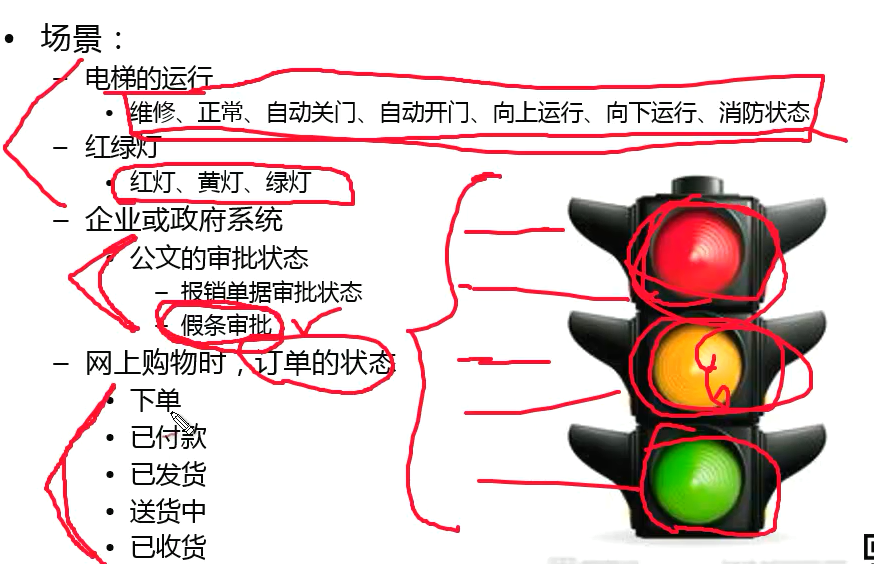 • 场景：
– 电梯的运行
• 维修、正常、自动关门、自动开门、向上运行、向下运行、消防状态
– 红绿灯
• 红灯、黄灯、绿灯
– 企业或政府系统
• 公文的审批状态
– 报销单据审批状态
– 假条审批
– 网上购物时，订单的状态
• 下单
• 已付款
• 已发货
• 送货中
• 已收货